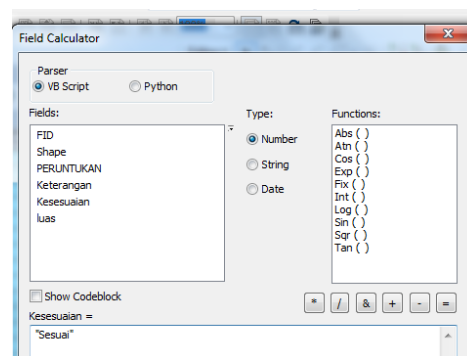 Field Calculator
Parser
VB Script Python
Fields: Type: Functions:
FID
Shape
PERUNTUKAN
Keterangan
Kesesuaian
luas
Number
String
Date
Abs ( )
Atn ( )
Cos ( )
Exp ( )
Fix ( )
Int ( )
Log ( )
Sin ( )
Sqr ( )
Tan ( )
Show Codeblock
* / & + - =
Kesesuaian =
"Sesuai"